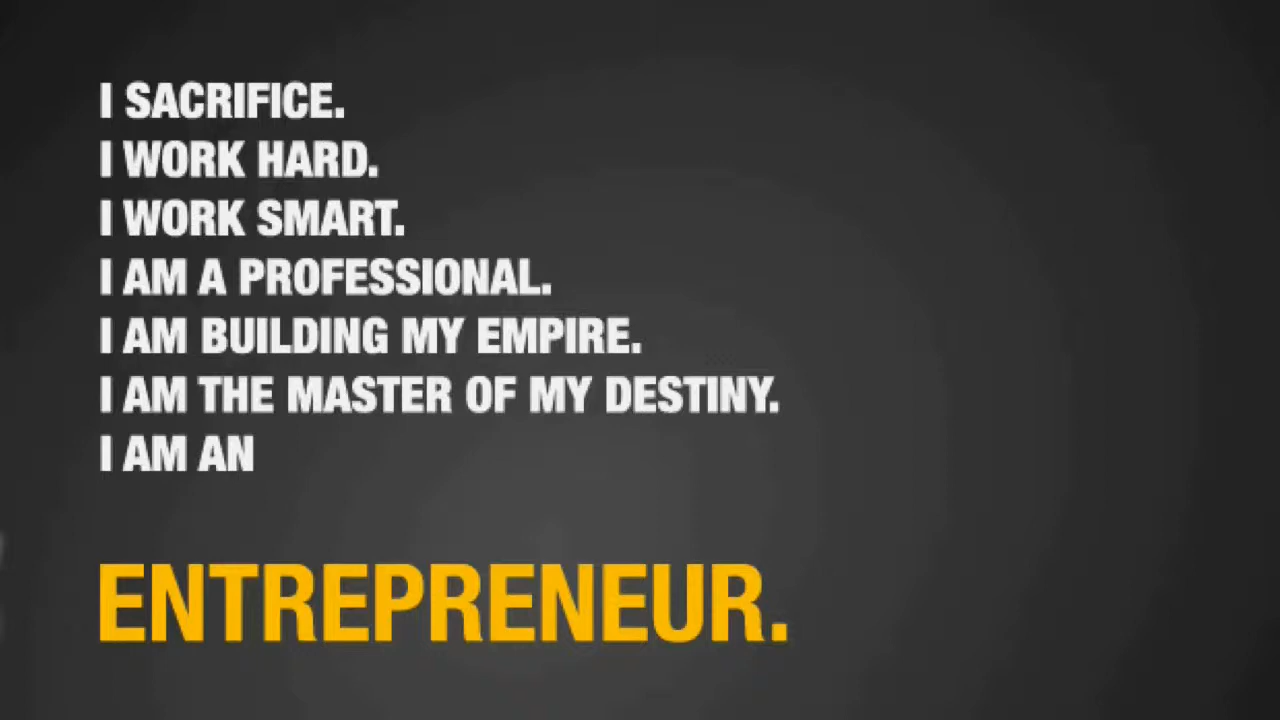 I SACRIFICE.
I WORK HARD.
I WORK SMART.
I AM A PROFESSIONAL.
I AM BUILDING MY EMPIRE.
I AM THE MASTER OF MY DESTINY.
I AM AN
ENTREPRENEUR.